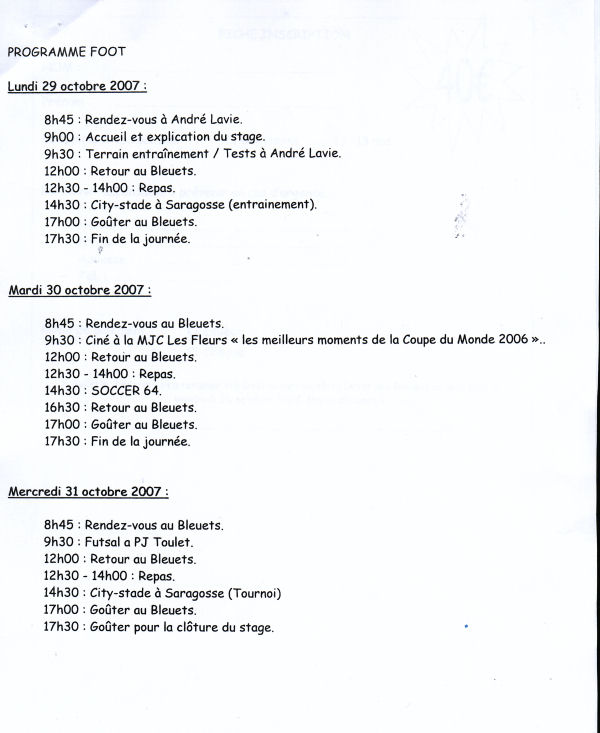 PROGRAMME FOOT
Lundi 29 octobre 2007 :
8h45 : Rendez-vous à André Lavie.
9h00 : Accueil et explication du stage.
9h30 : Terrain entraînement / Tests à André Lavie.
12h00 : Retour au Bleuets.
12h30 - 14h00 : Repas.
14h30 : City-stade à Saragosse (entrainement).
17h00 : Goûter au Bleuets.
17h30 : Fin de la journée.
Mardi 30 octobre 2007 :
8h45 : Rendez-vous au Bleuets.
9h30 : Ciné à la MJC Les Fleurs « les meilleurs moments de la Coupe du Monde 2006 »..
12h00 : Retour au Bleuets.
12h30 - 14h00 : Repas.
14h30 : SOCCER 64.
16h30 : Retour au Bleuets.
17h00 : Goûter au Bleuets.
17h30 : Fin de la journée.
Mercredi 31 octobre 2007 :
8h45 : Rendez-vous au Bleuets.
9h30 : Futsal a PJ Toulet.
12h00 : Retour au Bleuets.
12h30 - 14h00 : Repas.
14h30 : City-stade à Saragosse (Tournoi)
17h00 : Goûter au Bleuets.
17h30 : Goûter pour la clôture du stage.